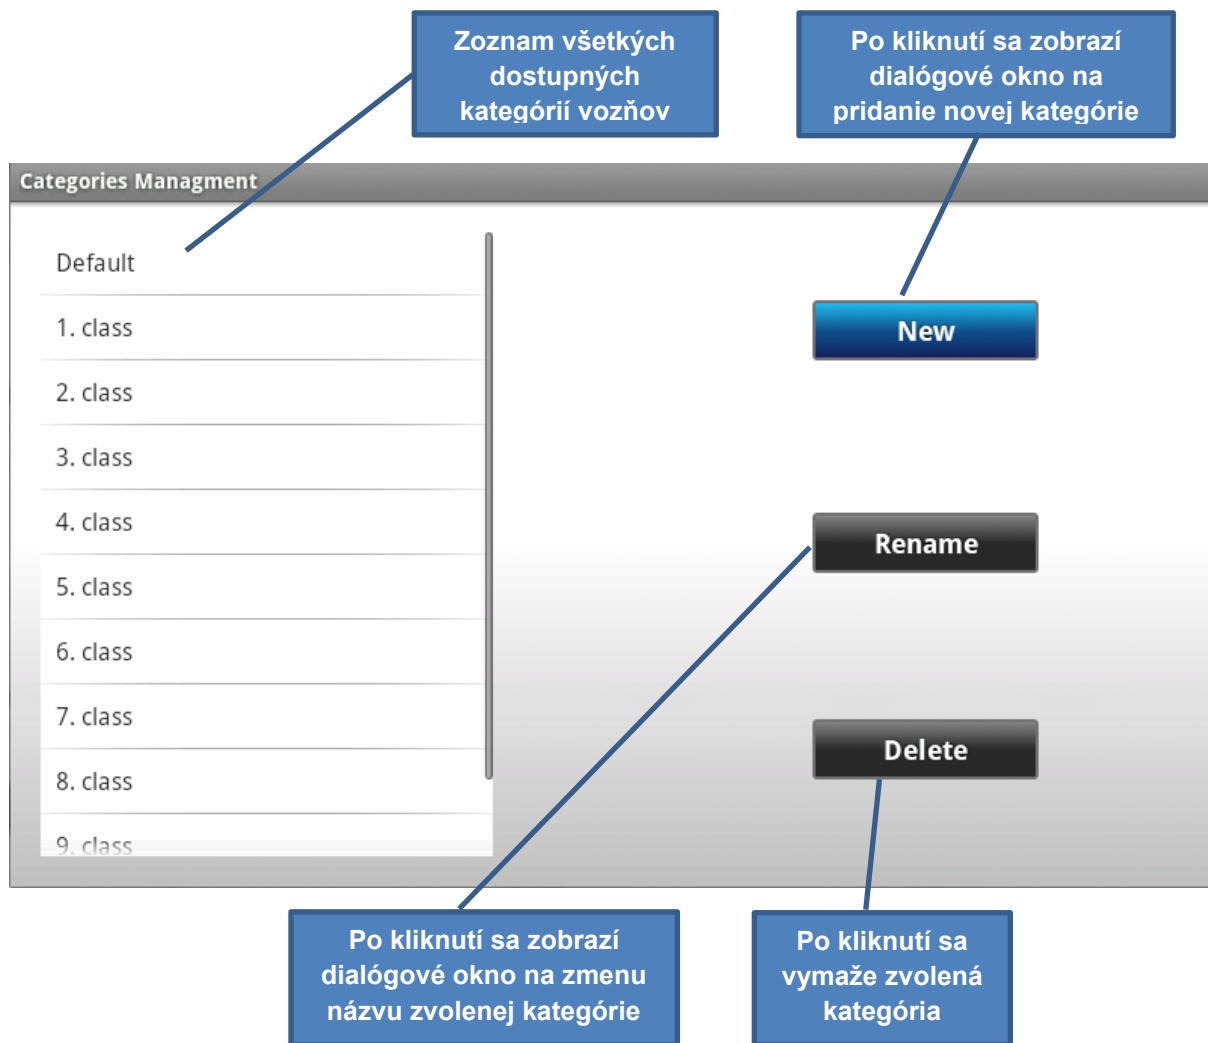 Zoznam všetkých
dostupných
kategórií vozňov
Po kliknutí sa zobrazí
dialógové okno na
pridanie novej kategórie
Categories Managment
Default
1. class
2. class
3. class
4. class
5. class
6. class
7. class
8. class
9. class
New
Rename
Delete
Po kliknutí sa zobrazí
dialógové okno na zmenu
názvu zvolenej kategórie
Po kliknutí sa
vymaže zvolená
kategória